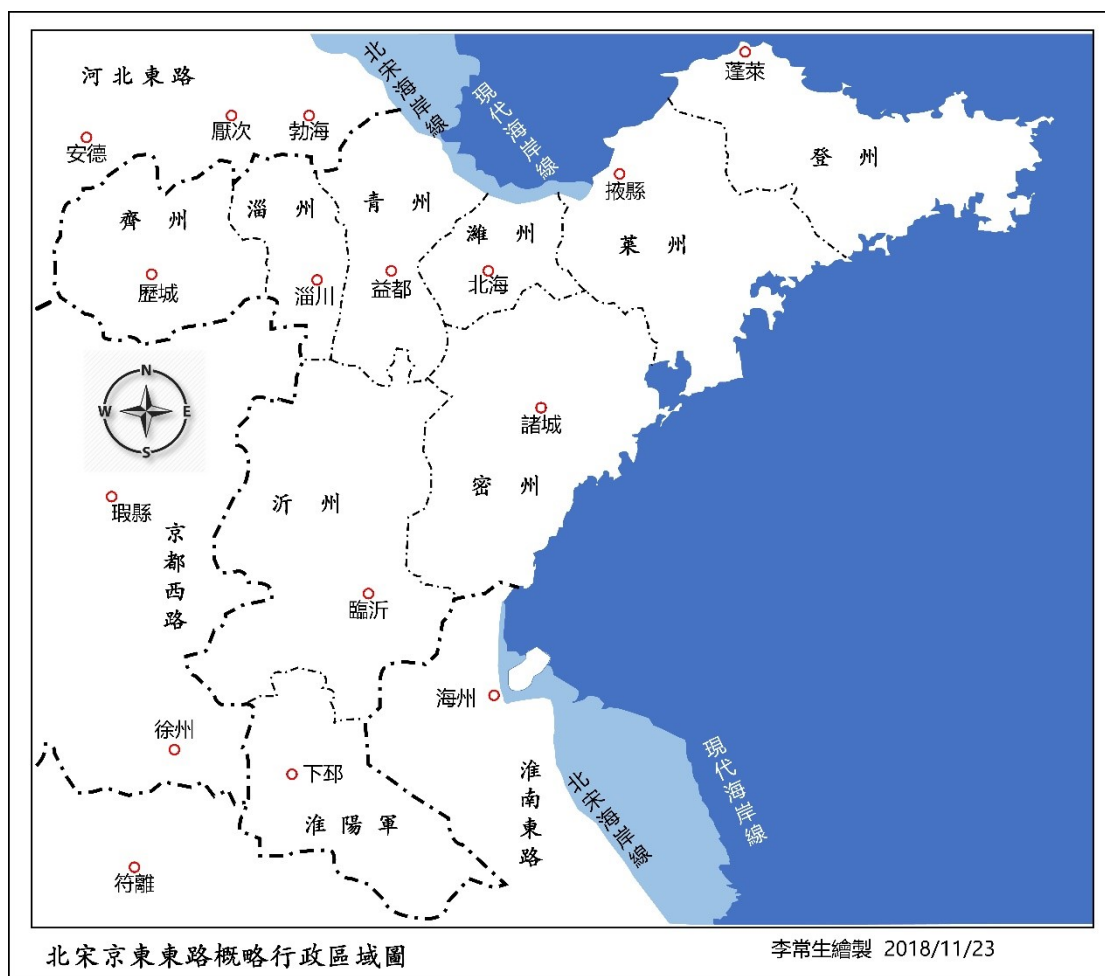 河北東路
北宋海岸線
現代海岸線
蓬萊
厭次
勃海
安德
登州
掖縣
齊州
淄州
青州
濰州
萊州
歷城
淄川
益都
北海
N
W
E
S
諸城
沂州
密州
瑕縣
京都西路
臨沂
海州
徐州
下邳
淮陽軍
淮南東路
北宋海岸線
現代海岸線
符離
北宋京東東路概略行政區域圖
李常生繪製 2018/11/23